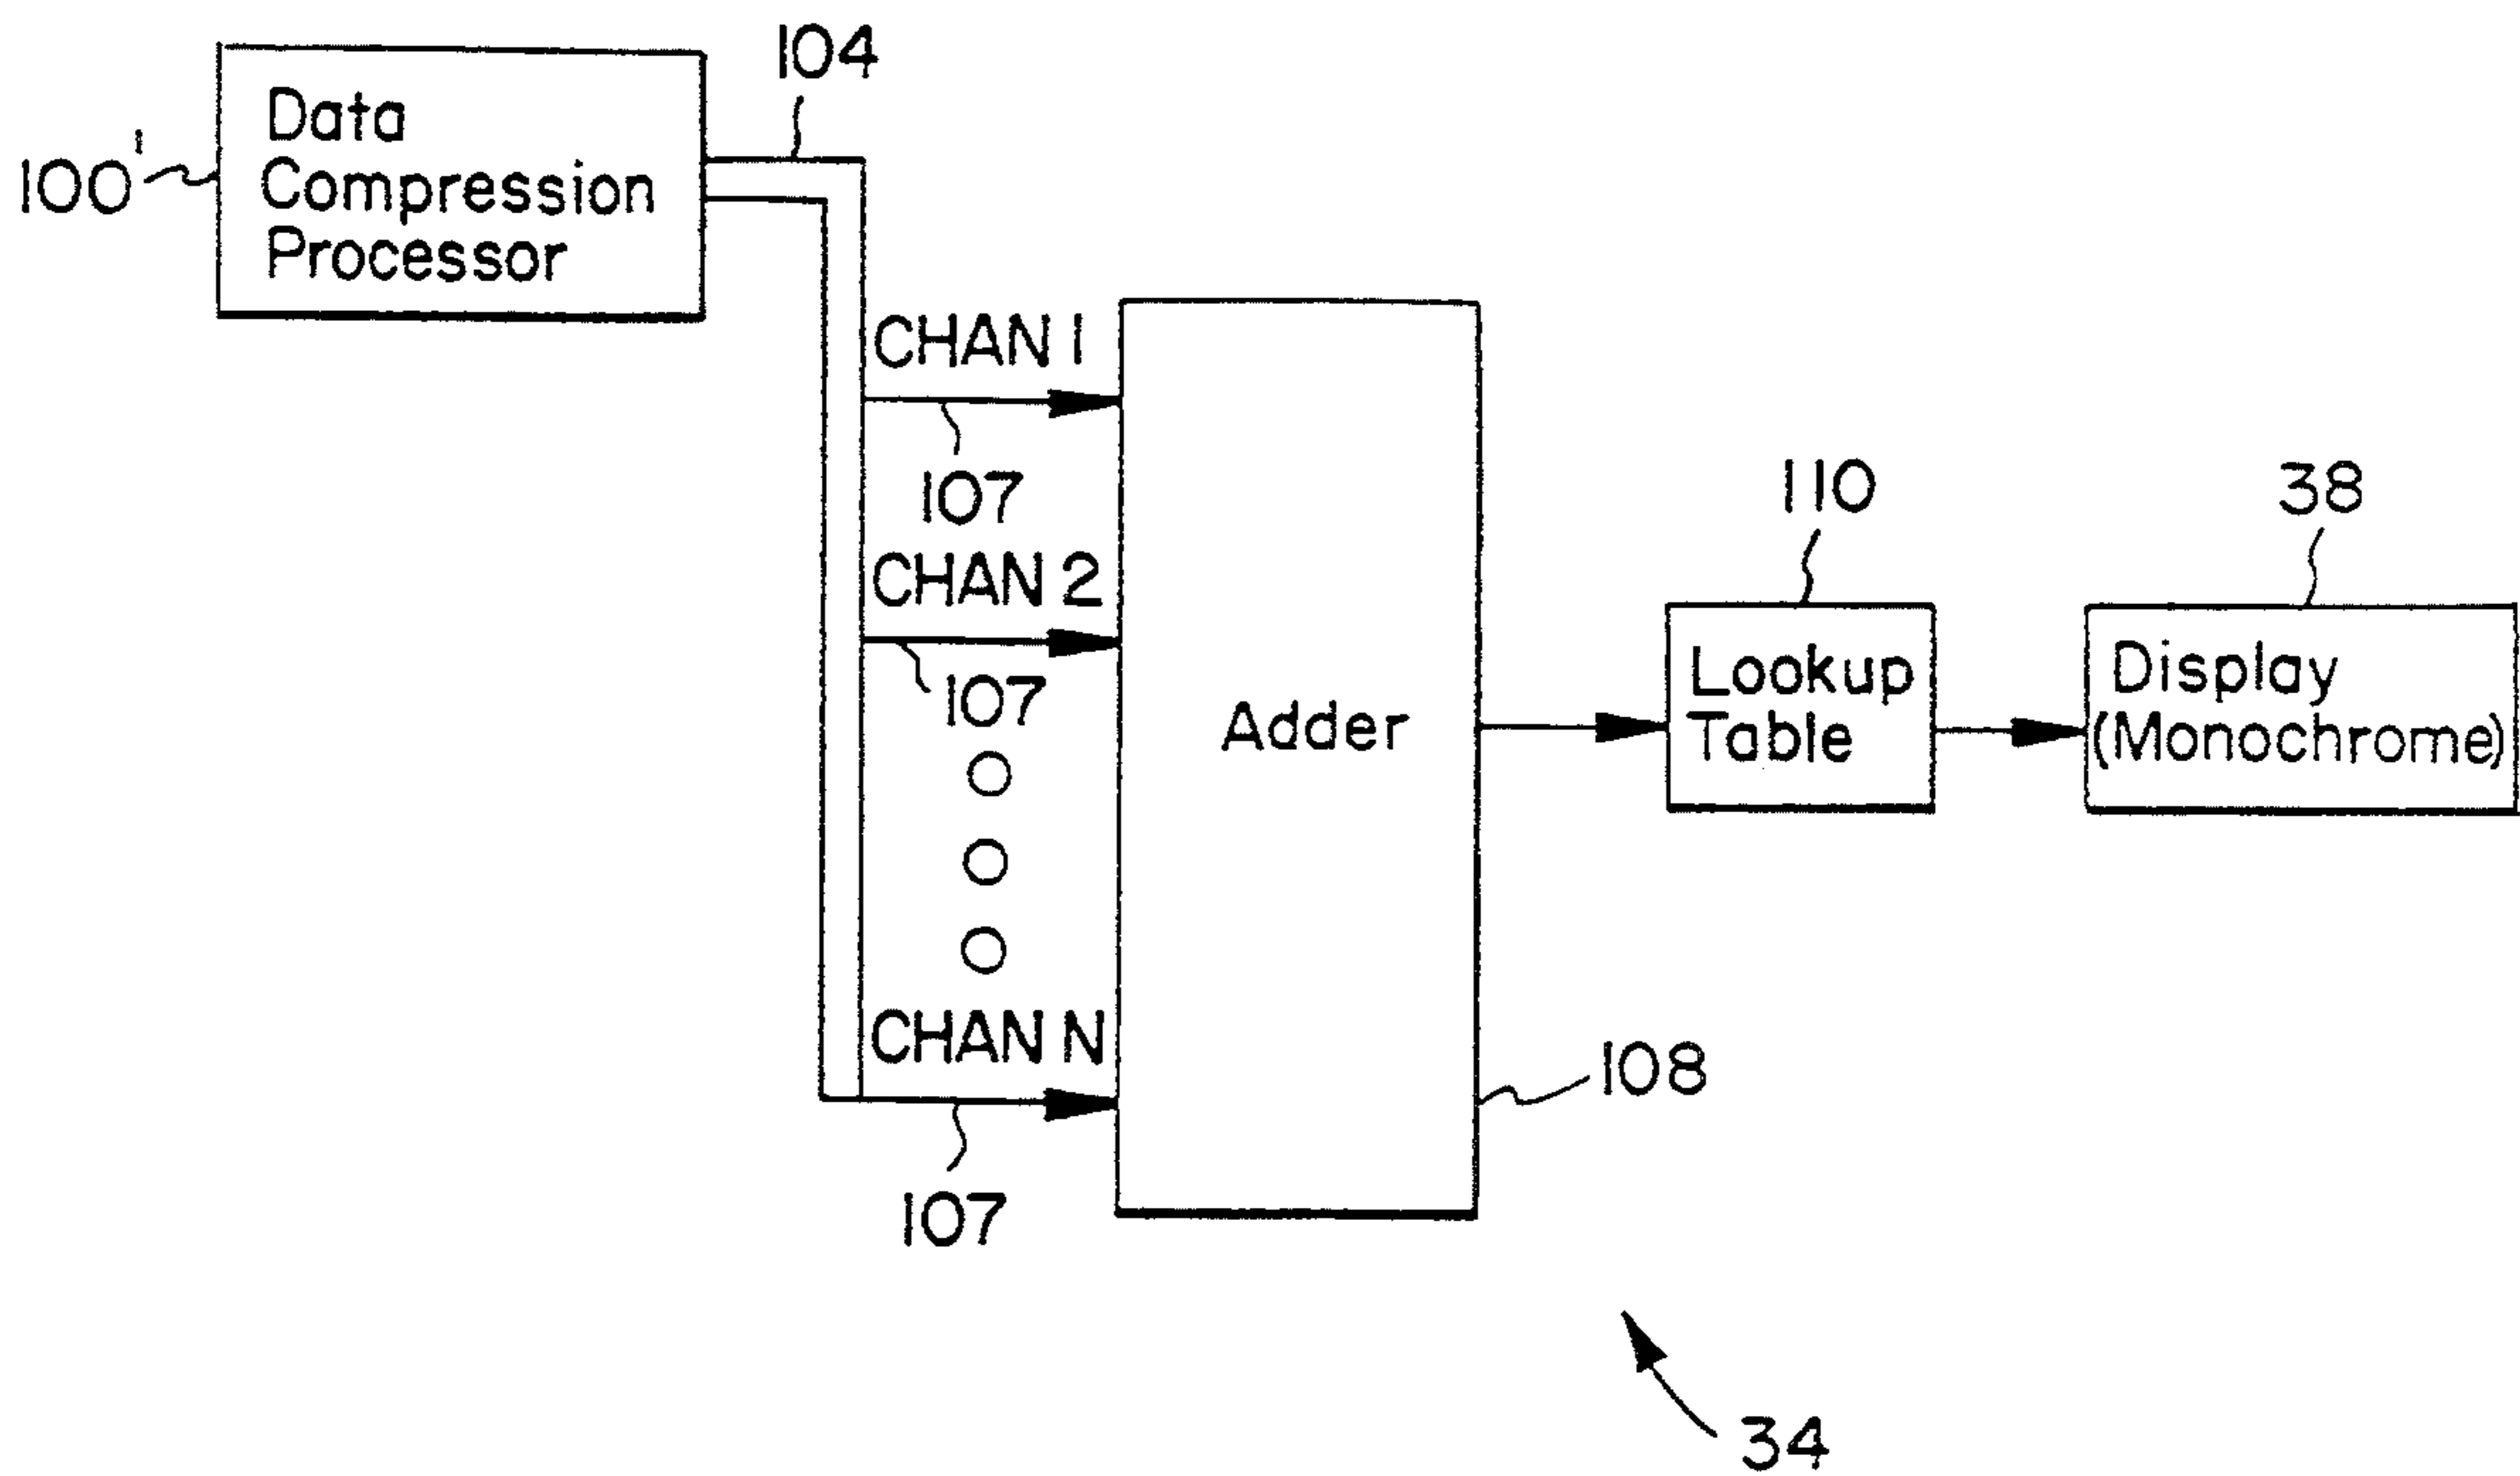 104
Data
Compression
Processor
100'
CHAN 1
107
CHAN 2
107
CHAN N
107
Adder
108
110
Lookup
Table
38
Display
(Monochrome)
34